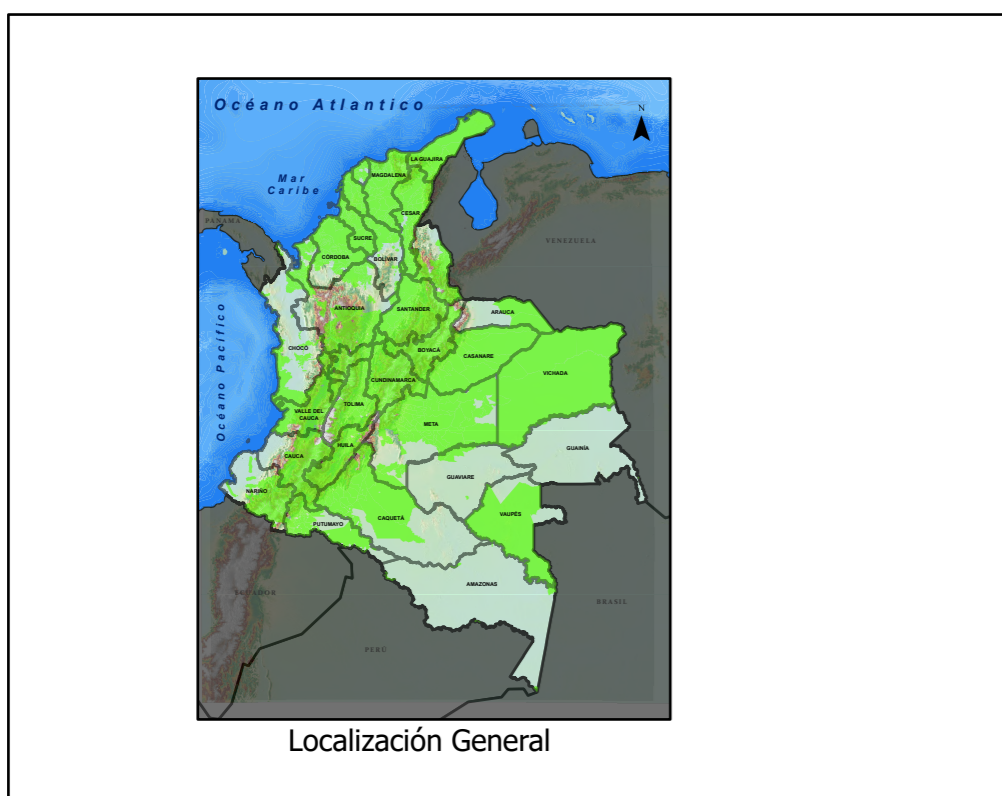 Océano Atlantico
N
LA GUAJIRA
MAGDALENA
Mar
Caribe
CESAR
PANAMA
VENEZUELA
SUCRE
CÓRDOBA
BOLÍVAR
ANTIOQUIA
SANTANDER
ARAUCA
Océano Pacífico
CHOCÓ
BOYACA
CASANARE
CUNDINAMARCA
VICHADA
TOLIMA
VALLE DEL
CAUCA
META
HUILA
GUAINÍA
CAUCA
GUAVIARE
NARIÑO
PUTUMAYO
CAQUETÁ
VAUPÉS
AMAZONAS
ECUADOR
BRASIL
PERÚ
Localización General